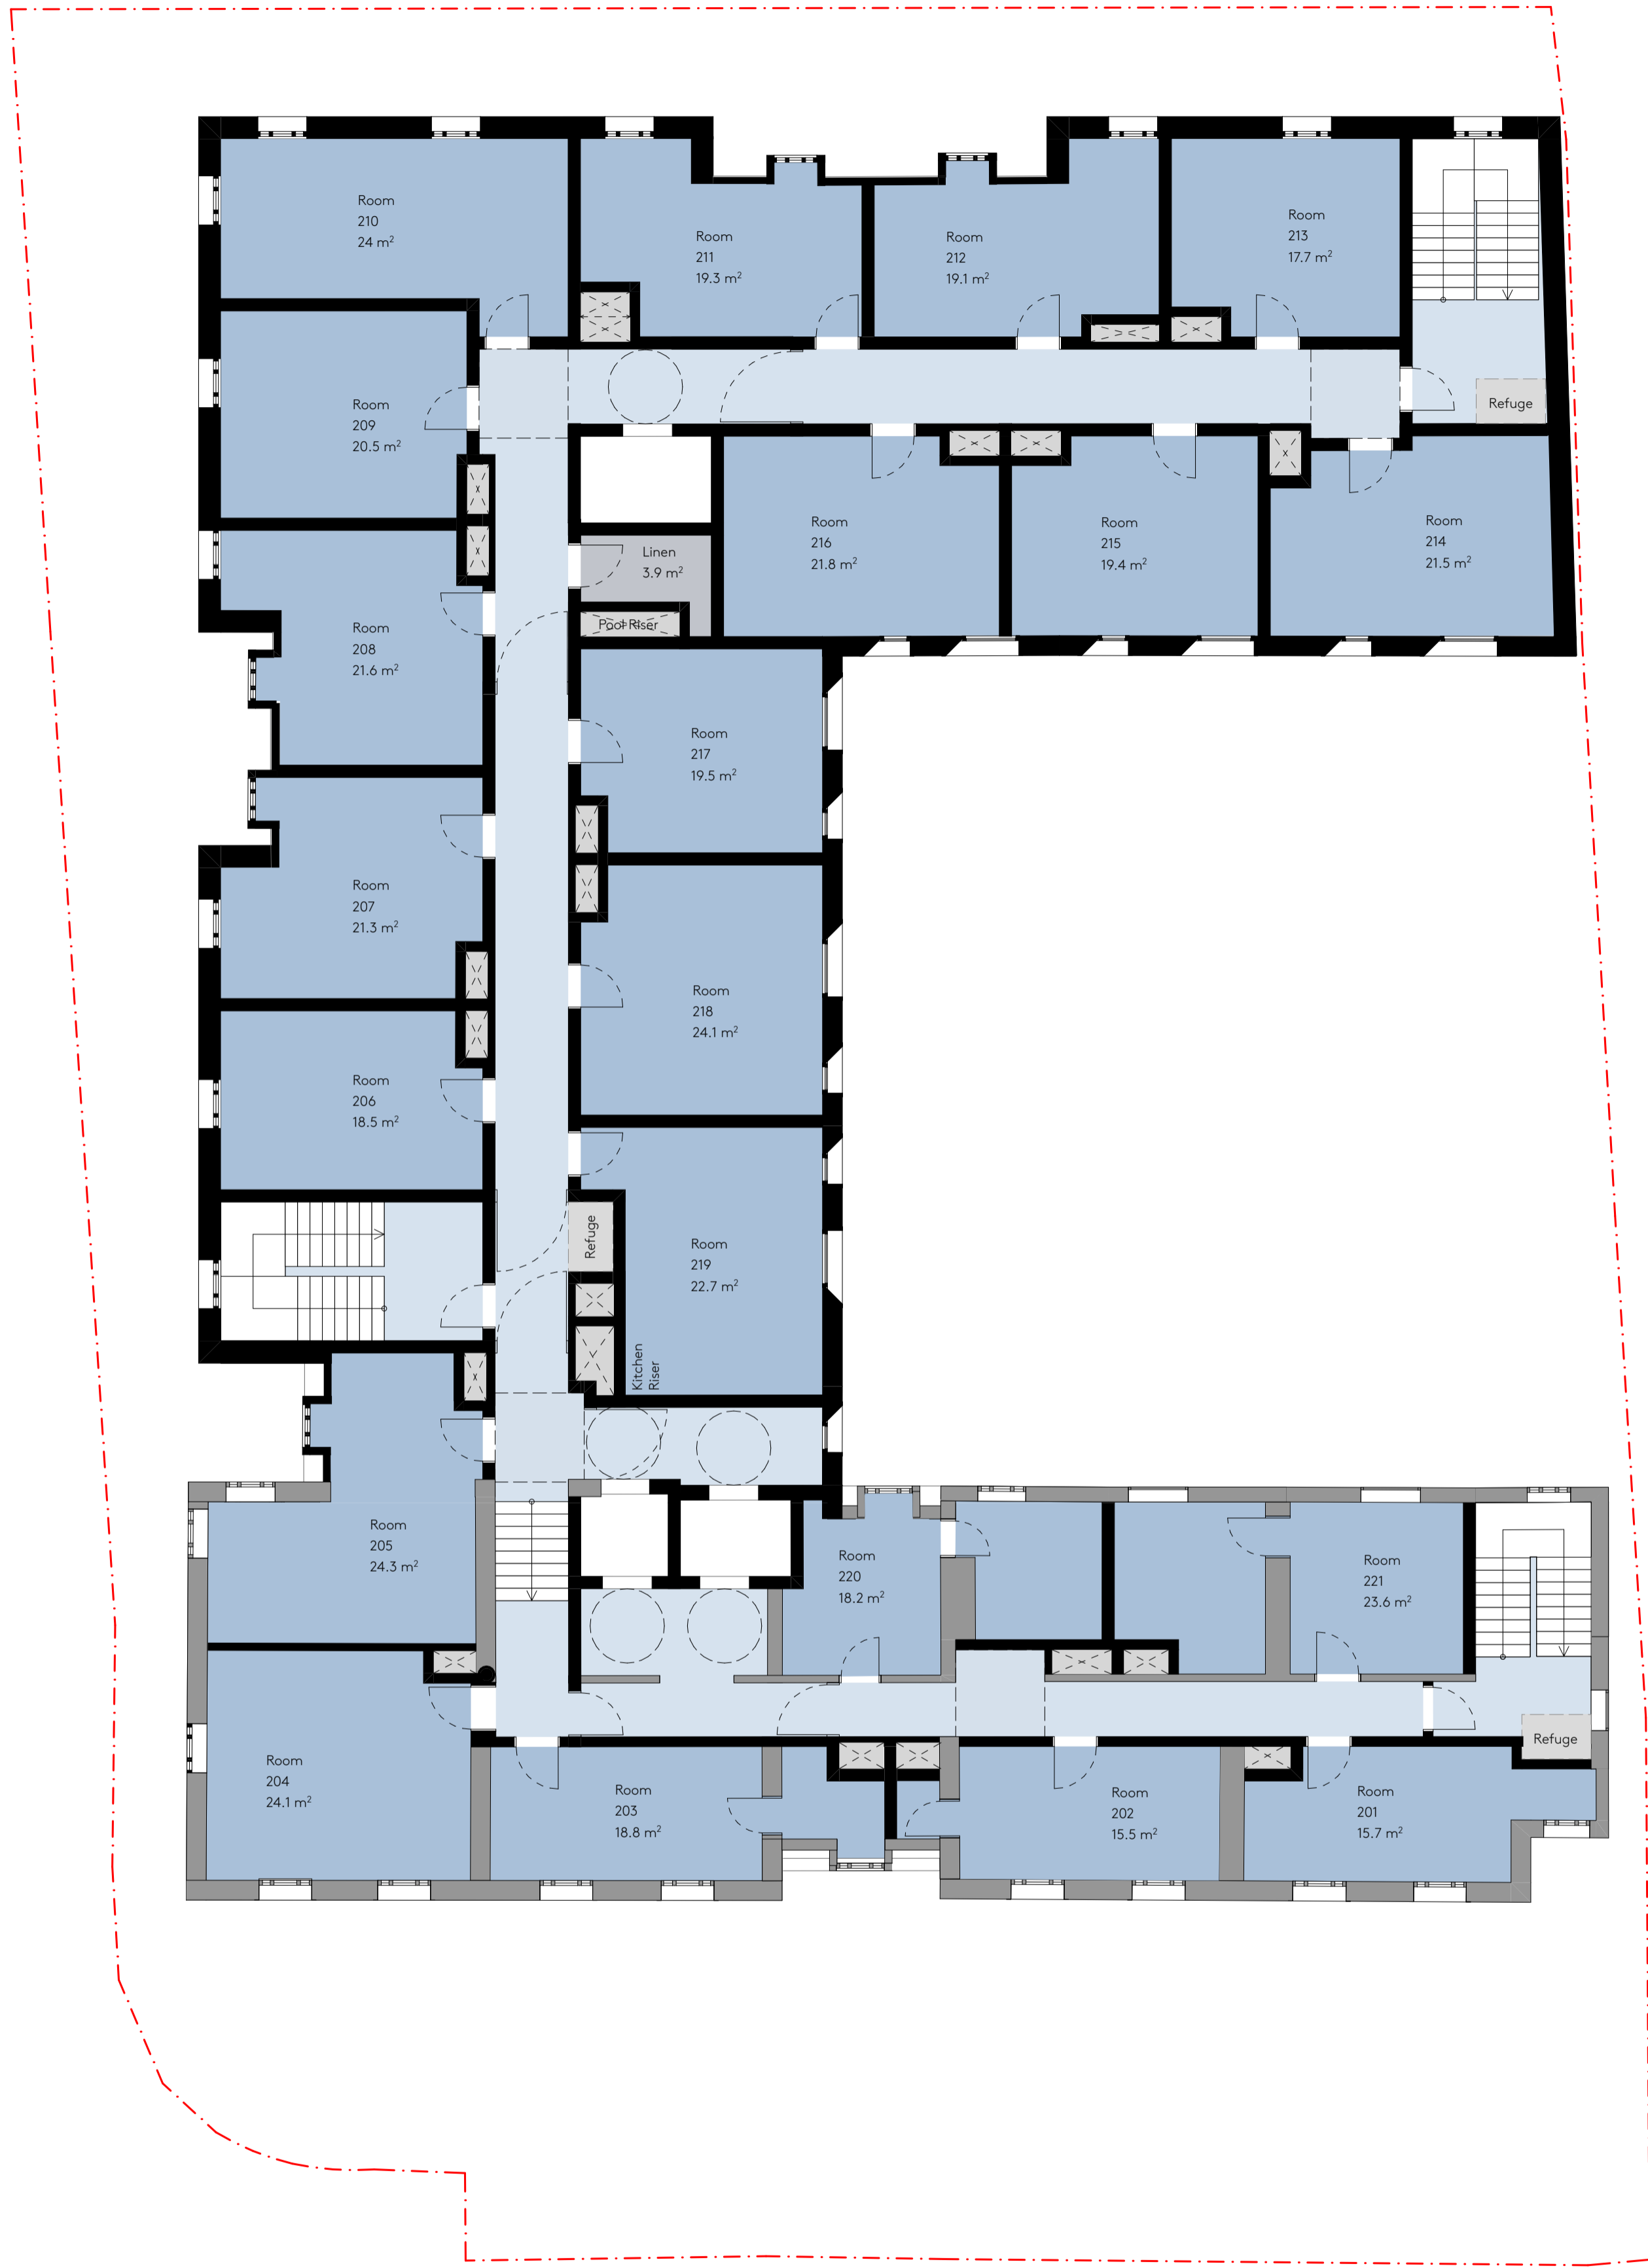 Room
210
24 m²
Room
211
19.3 m²
Room
212
19.1 m²
Room
213
17.7 m²
Refuge
Room
209
20.5 m²
Room
216
21.8 m²
Room
215
19.4 m²
Room
214
21.5 m²
Linen
3.9 m²
Pool Riser
Room
208
21.6 m²
Room
217
19.5 m²
Room
207
21.3 m²
Room
218
24.1 m²
Room
206
18.5 m²
Refuge
Room
219
22.7 m²
Kitchen
Riser
Room
205
24.3 m²
Room
220
18.2 m²
Room
221
23.6 m²
Refuge
Room
204
24.1 m²
Room
203
18.8 m²
Room
202
15.5 m²
Room
201
15.7 m²